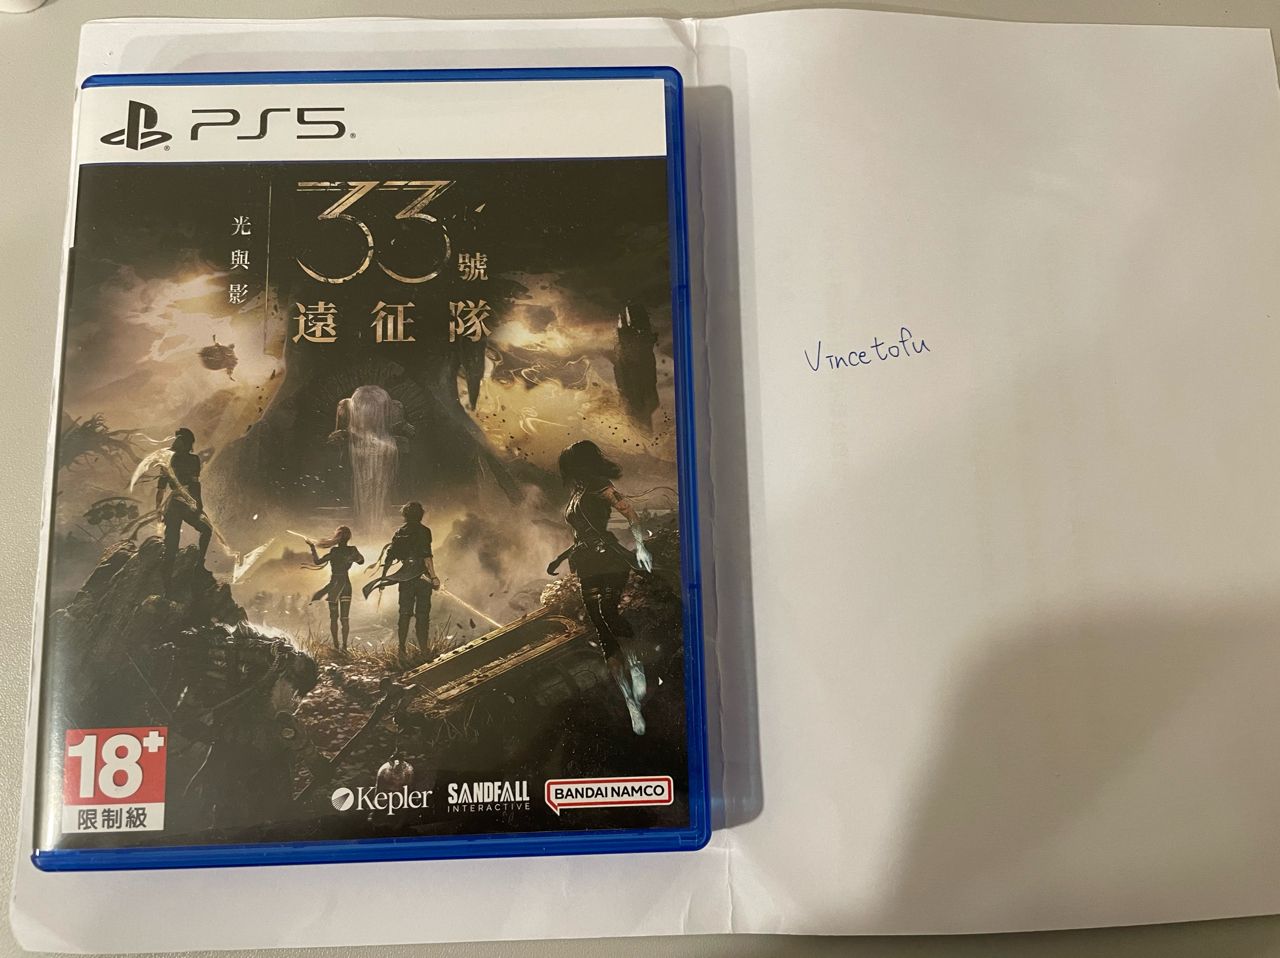 PS5
光與影
33號
遠征隊
Vincetofu
18+
限制級
Kepler
SANDFALL
INTERACTIVE
BANDAI NAMCO